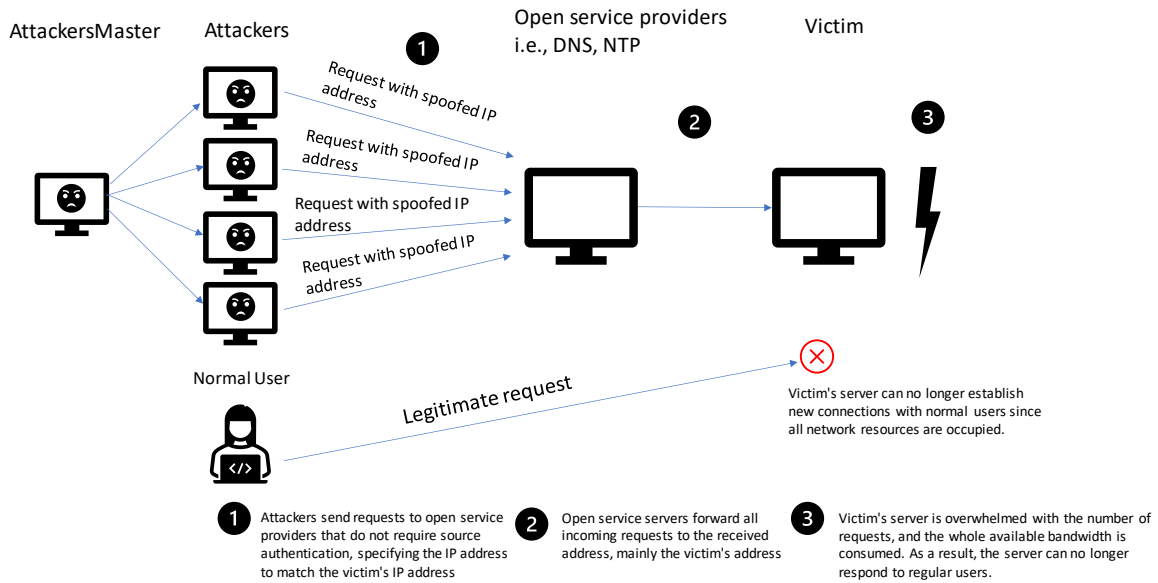 AttackersMaster
Attackers
Open service providers
i.e., DNS, NTP
Victim
1
Request with spoofed IP
address
Request with spoofed IP
address
Request with spoofed IP
address
Request with spoofed IP
address
2
3
Normal User
</>
Legitimate request
Victim's server can no longer establish
new connections with normal users since
all network resources are occupied.
1
Attackers send requests to open service
providers that do not require source
authentication, specifying the IP address
to match the victim's IP address
2
Open service servers forward all
incoming requests to the received
address, mainly the victim's address
3
Victim's server is overwhelmed with the number of
requests, and the whole available bandwidth is
consumed. As a result, the server can no longer
respond to regular users.